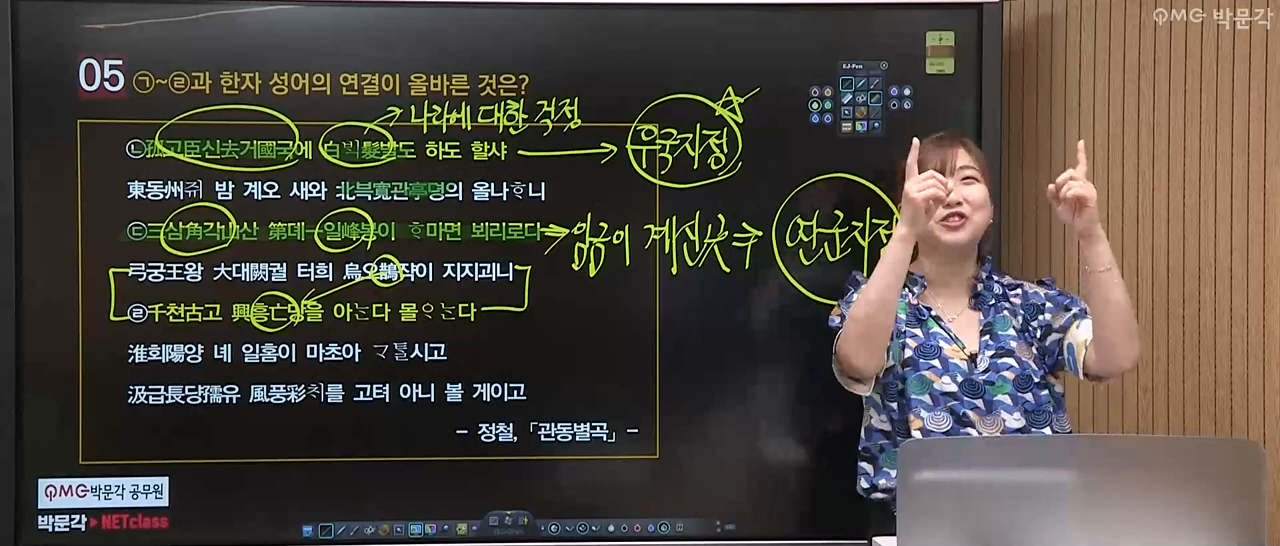 QMG 박문각
05 ㉠~㉣과 한자 성어의 연결이 올바른 것은?
나라에 대한 걱정
㉡孤고臣신去거國국에 白백髮발도 하도 할샤
우국지정
東동州쥐 밤 계오 새와 北븍寬관亭뎡의 올나ᄒᆞ니
㉢三삼角각山산 第뎨一일峰봉이 ᄒᆞ마면 뵈리로다
임금이 계신 곳
연군지정
弓궁王왕 大대闕궐 터희 烏오鵲쟉이 지지괴니
㉣千쳔古고 興흥亡망을 아ᄂᆞᆫ다 몰ᄋᆞᄂᆞᆫ다
淮회陽양 녜 일홈이 마초아 ᄀᆞᄐᆞᆯ시고
汲급長댱孺유 風풍彩ᄎᆡ를 고텨 아니 볼 게이고
- 정철, 「관동별곡」 -
QMG 박문각 공무원
박문각 ▶ NETclass
EJ-Pen